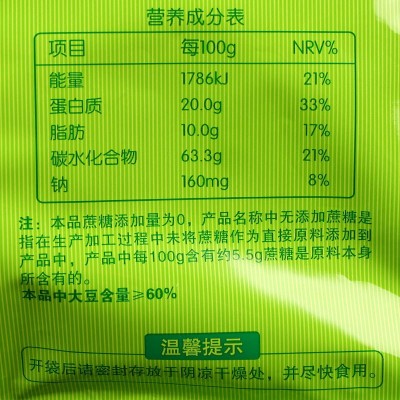 营养成分表
项目 每100g NRV%
能量 1786kJ 21%
蛋白质 20.0g 33%
脂肪 10.0g 17%
碳水化合物 63.3g 21%
钠 160mg 8%
注：本品蔗糖添加量为0，产品名称中无添加蔗糖是
指在生产加工过程中未将蔗糖作为直接原料添加到
产品中，产品中每100g含有约5.5g蔗糖是原料本身
所含有的。
本品中大豆含量≥60%
温馨提示
开袋后请密封存放于阴凉干燥处，并尽快食用。